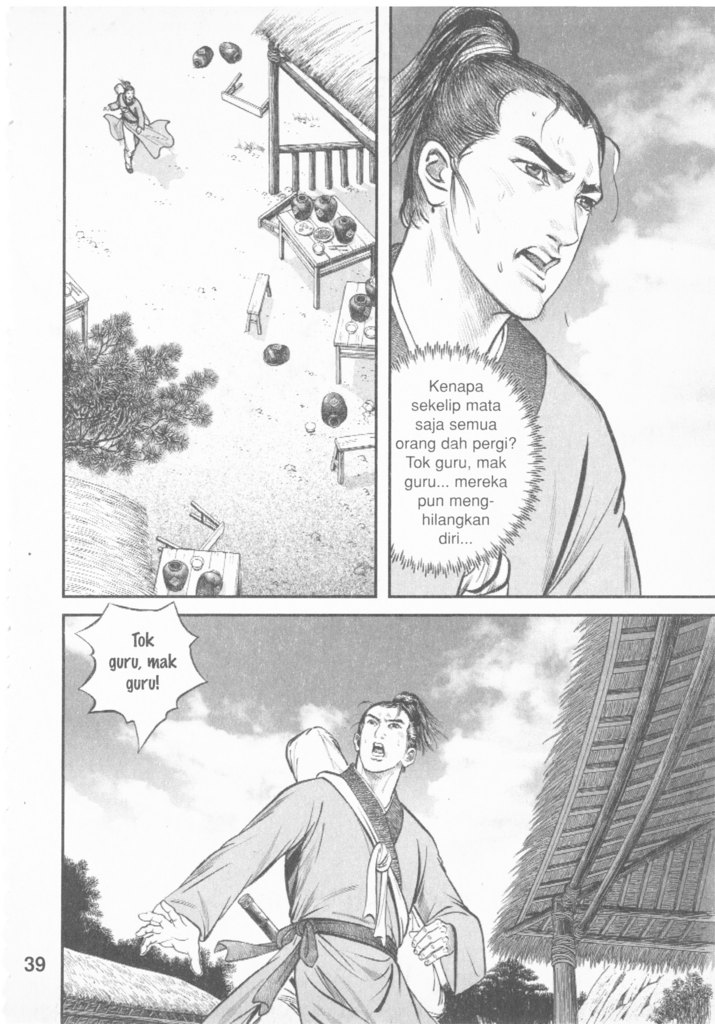 Kenapa
sekelip mata
saja semua
orang dah pergi?
Tok guru, mak
guru... mereka
pun meng-
hilangkan
diri...
Tok
guru, mak
guru!
39